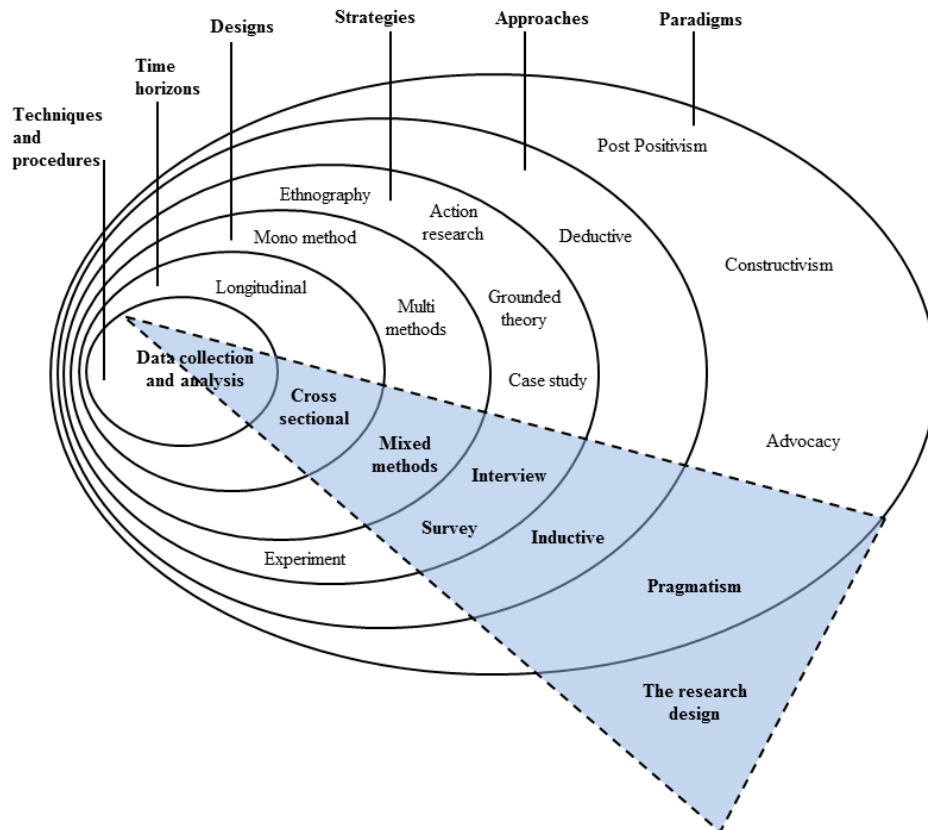 Designs
Strategies
Approaches
Paradigms
Time
horizons
Techniques
and
procedures
Post Positivism
Ethnography
Action
research
Mono method
Deductive
Constructivism
Longitudinal
Multi
methods
Grounded
theory
Data collection
and analysis
Case study
Cross
sectional
Advocacy
Mixed
methods
Interview
Survey
Inductive
Experiment
Pragmatism
The research
design